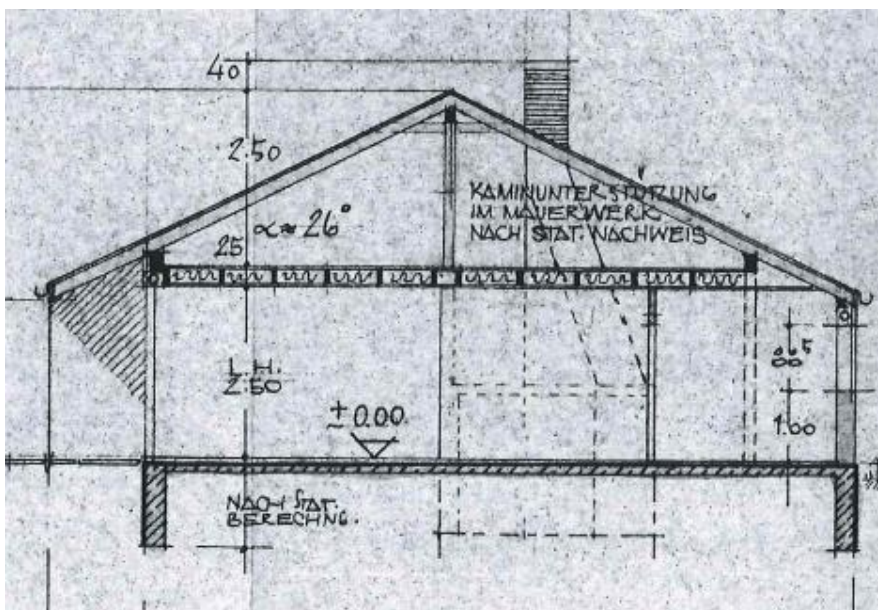 40
2.50
α ≈ 26°
25
KAMINUNTERSTÜTZUNG
IM MAUERWERK
NACH STAT. NACHWEIS
L.H.
2.50
88⁵
1.00
± 0.00
NACH STAT.
BERECHNG.